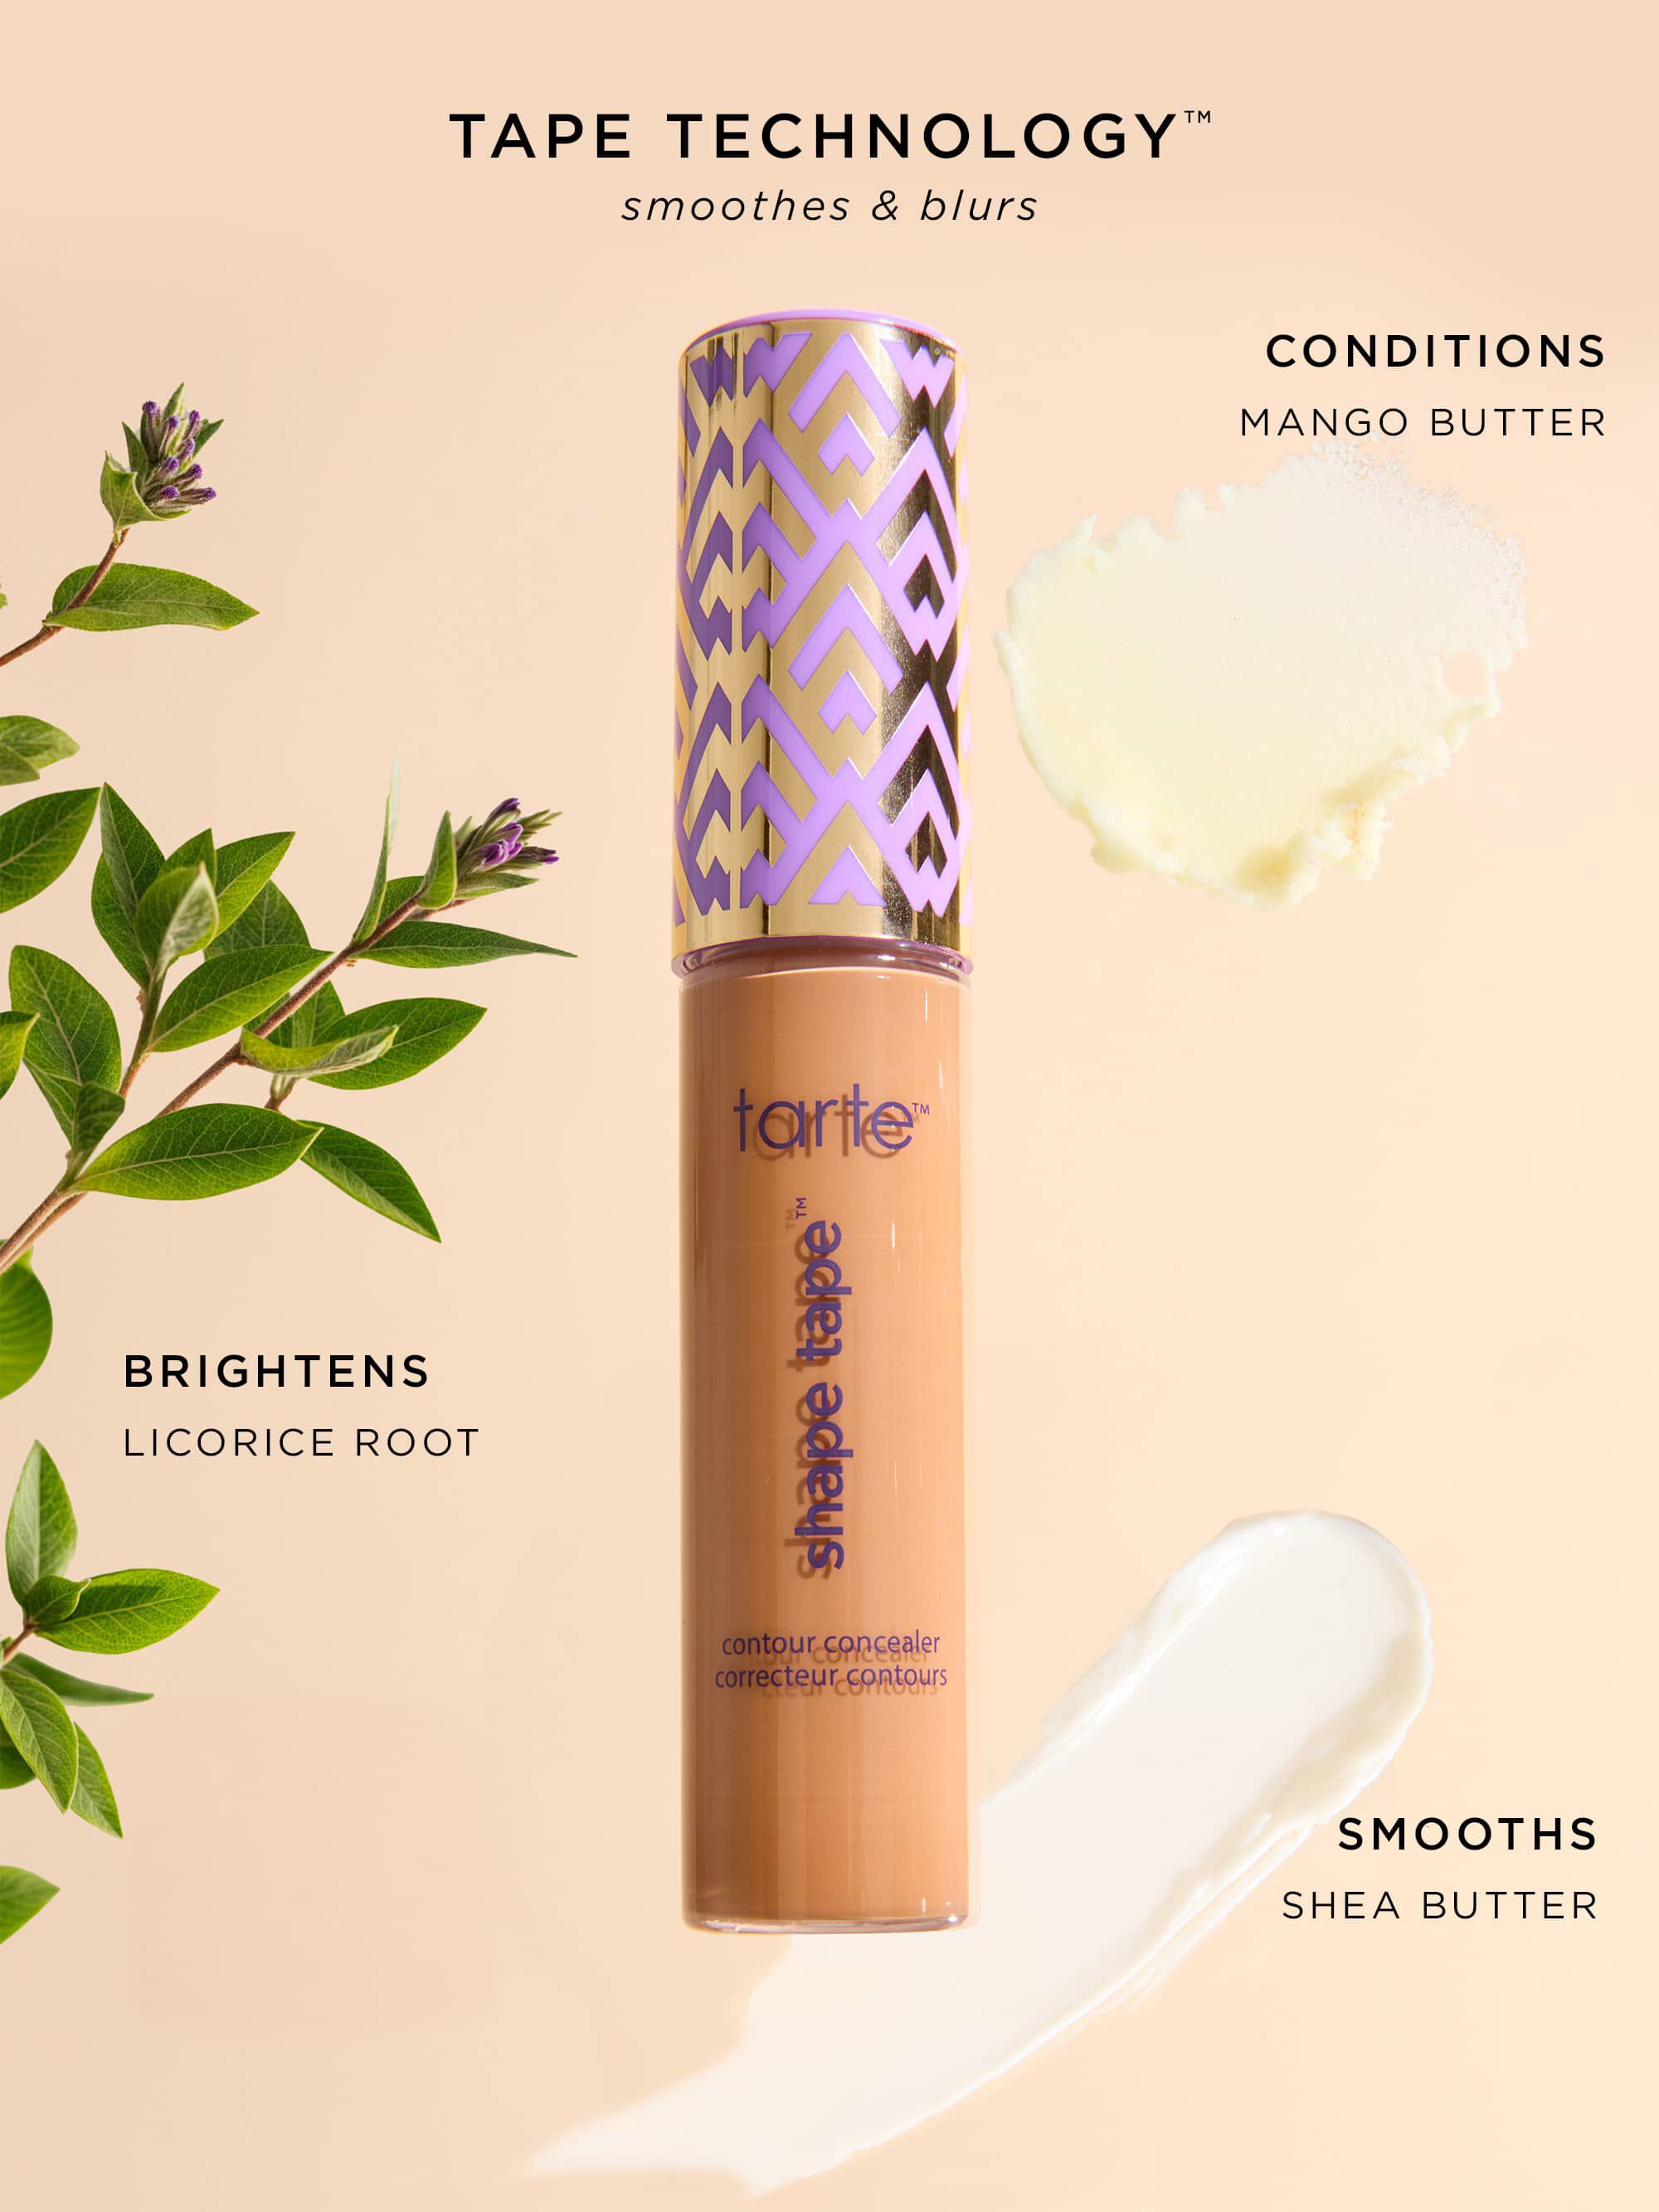 TAPE TECHNOLOGY™
smoothes & blurs
CONDITIONS
MANGO BUTTER
tarte™
shape tape™
BRIGHTENS
LICORICE ROOT
contour concealer
correcteur contours
SMOOTHS
SHEA BUTTER